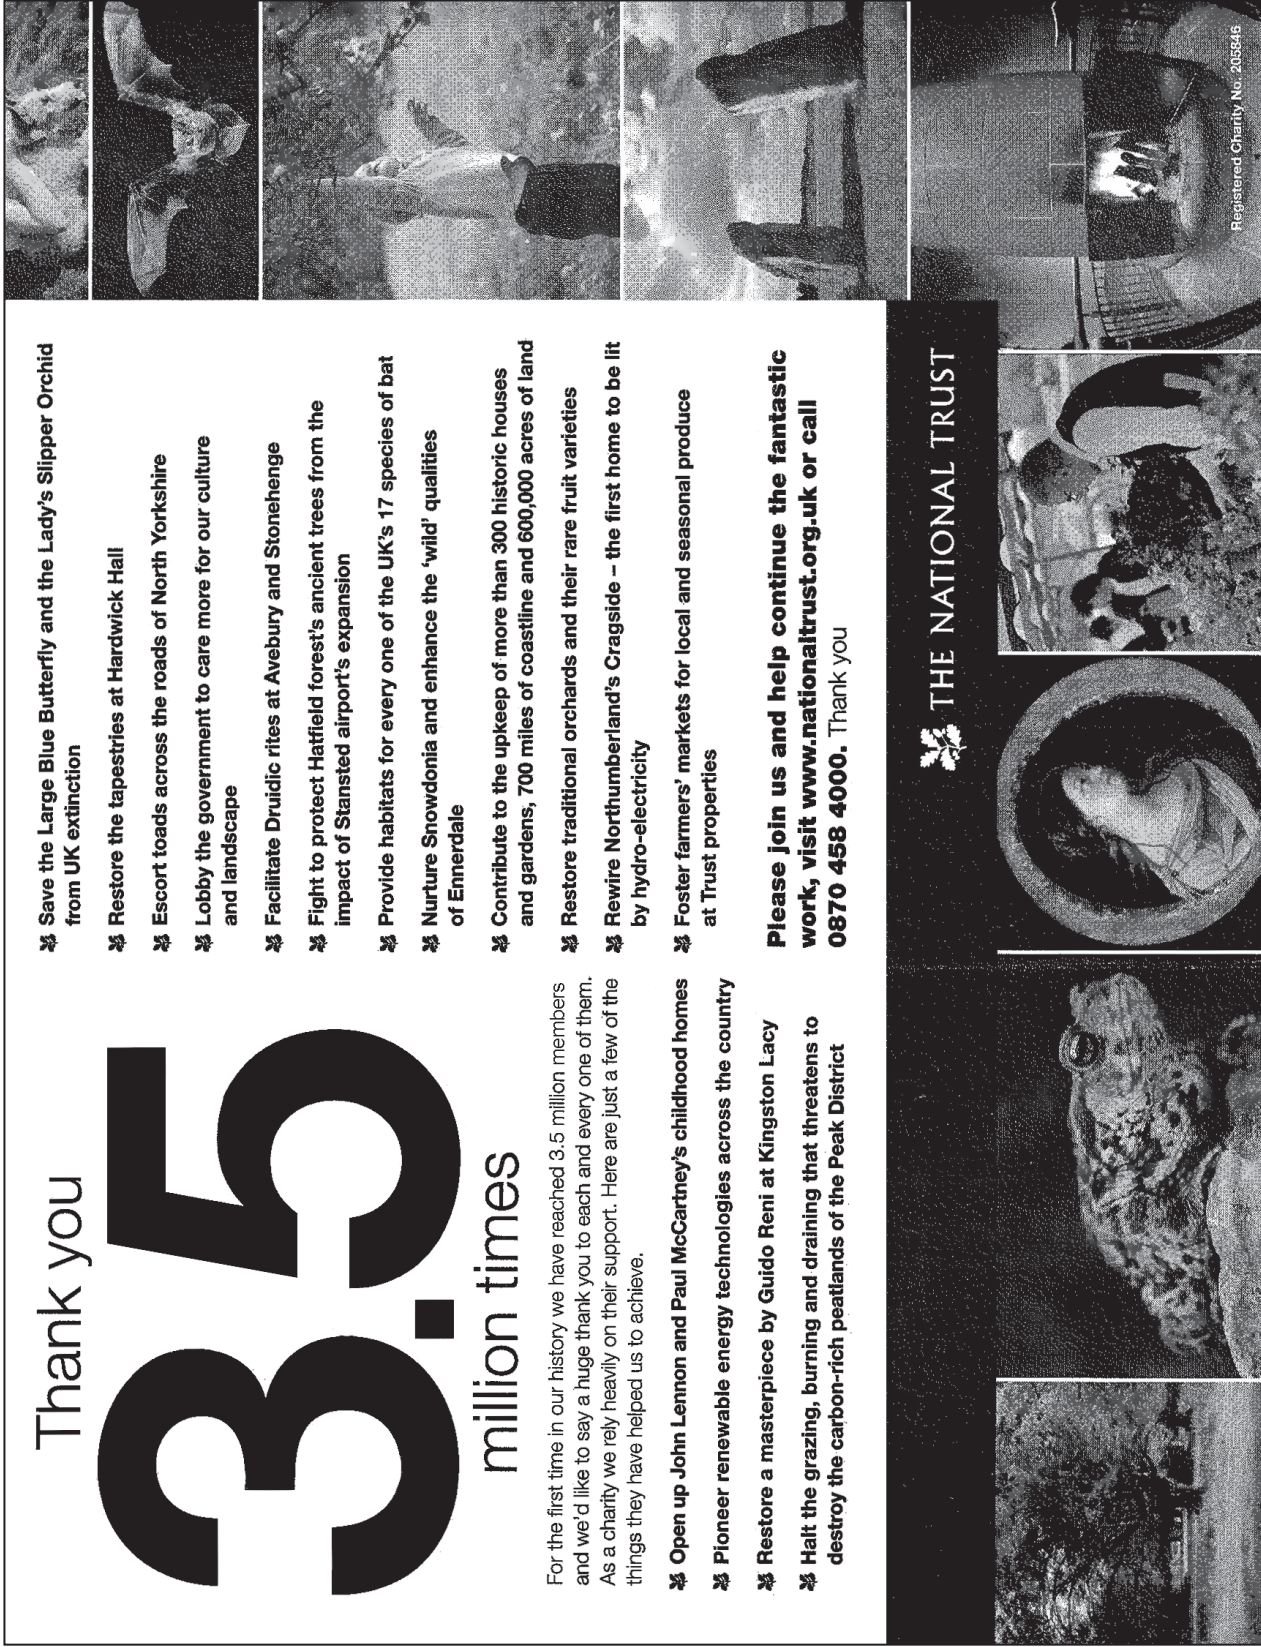 Thank you
3.5
million times
For the first time in our history we have reached 3.5 million members
and we'd like to say a huge thank you to each and every one of them.
As a charity we rely heavily on their support. Here are just a few of the
things they have helped us to achieve.
Open up John Lennon and Paul McCartney's childhood homes
Pioneer renewable energy technologies across the country
Restore a masterpiece by Guido Reni at Kingston Lacy
Halt the grazing, burning and draining that threatens to
destroy the carbon-rich peatlands of the Peak District
Save the Large Blue Butterfly and the Lady's Slipper Orchid
from UK extinction
Restore the tapestries at Hardwick Hall
Escort toads across the roads of North Yorkshire
Lobby the government to care more for our culture
and landscape
Facilitate Druidic rites at Avebury and Stonehenge
Fight to protect Hatfield forest's ancient trees from the
impact of Stansted airport's expansion
Provide habitats for every one of the UK's 17 species of bat
Nurture Snowdonia and enhance the 'wild' qualities
of Ennerdale
Contribute to the upkeep of more than 300 historic houses
and gardens, 700 miles of coastline and 600,000 acres of land
Restore traditional orchards and their rare fruit varieties
Rewire Northumberland's Cragside – the first home to be lit
by hydro-electricity
Foster farmers' markets for local and seasonal produce
at Trust properties
Please join us and help continue the fantastic
work, visit www.nationaltrust.org.uk or call
0870 458 4000. Thank you
THE NATIONAL TRUST
Registered Charity No. 205846